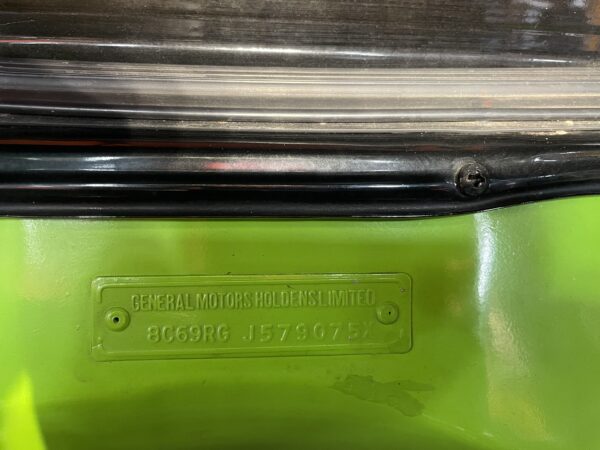 GENERAL MOTORS HOLDENS LIMITED
8C69RG J579075X